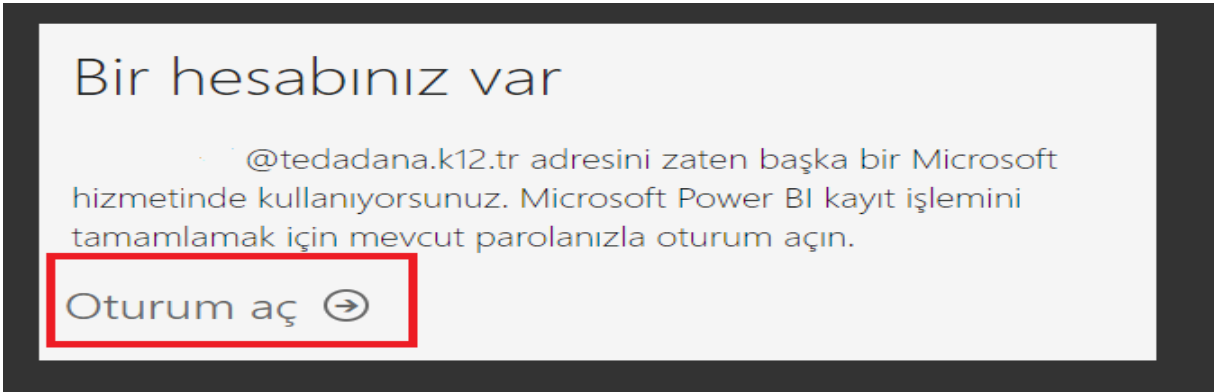 Bir hesabınız var
@tedadana.k12.tr adresini zaten başka bir Microsoft
hizmetinde kullanıyorsunuz. Microsoft Power BI kayıt işlemini
tamamlamak için mevcut parolanızla oturum açın.
Oturum aç